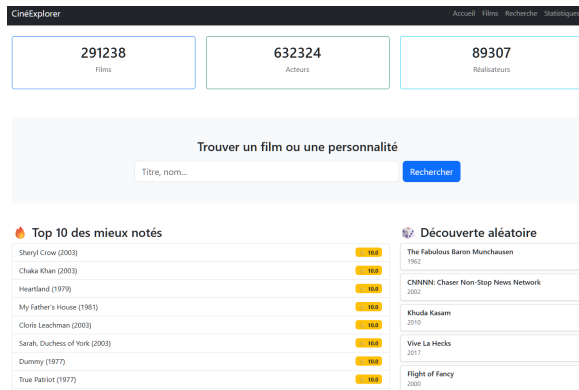 CinéExplorer
Accueil Films Recherche Statistiques
291238
Films
632324
Acteurs
89307
Réalisateurs
Trouver un film ou une personnalité
Titre, nom...
Rechercher
Top 10 des mieux notés
Sheryl Crow (2003) 10.0
Chaka Khan (2003) 10.0
Heartland (1979) 10.0
My Father's House (1981) 10.0
Cloris Leachman (2003) 10.0
Sarah, Duchess of York (2003) 10.0
Dummy (1977) 10.0
True Patriot (1977) 10.0
Découverte aléatoire
The Fabulous Baron Munchausen
1962
CNNNN: Chaser Non-Stop News Network
2002
Khuda Kasam
2010
Vive La Hecks
2017
Flight of Fancy
2000